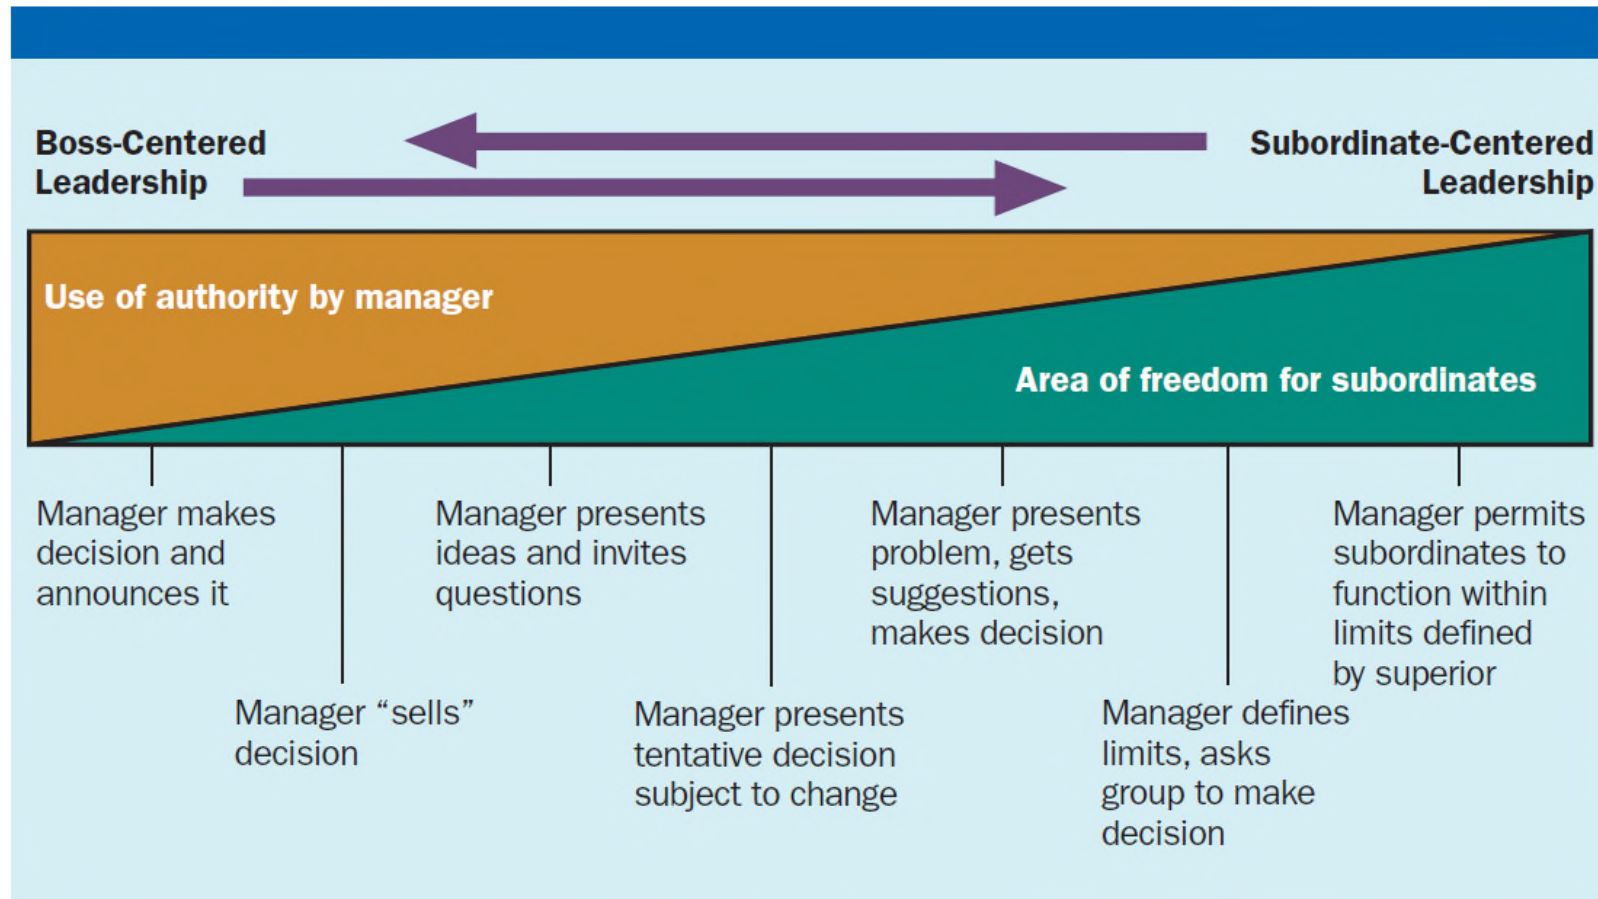 Boss-Centered
Leadership
Subordinate-Centered
Leadership
Use of authority by manager
Area of freedom for subordinates
Manager makes
decision and
announces it
Manager “sells”
decision
Manager presents
ideas and invites
questions
Manager presents
tentative decision
subject to change
Manager presents
problem, gets
suggestions,
makes decision
Manager defines
limits, asks
group to make
decision
Manager permits
subordinates to
function within
limits defined
by superior